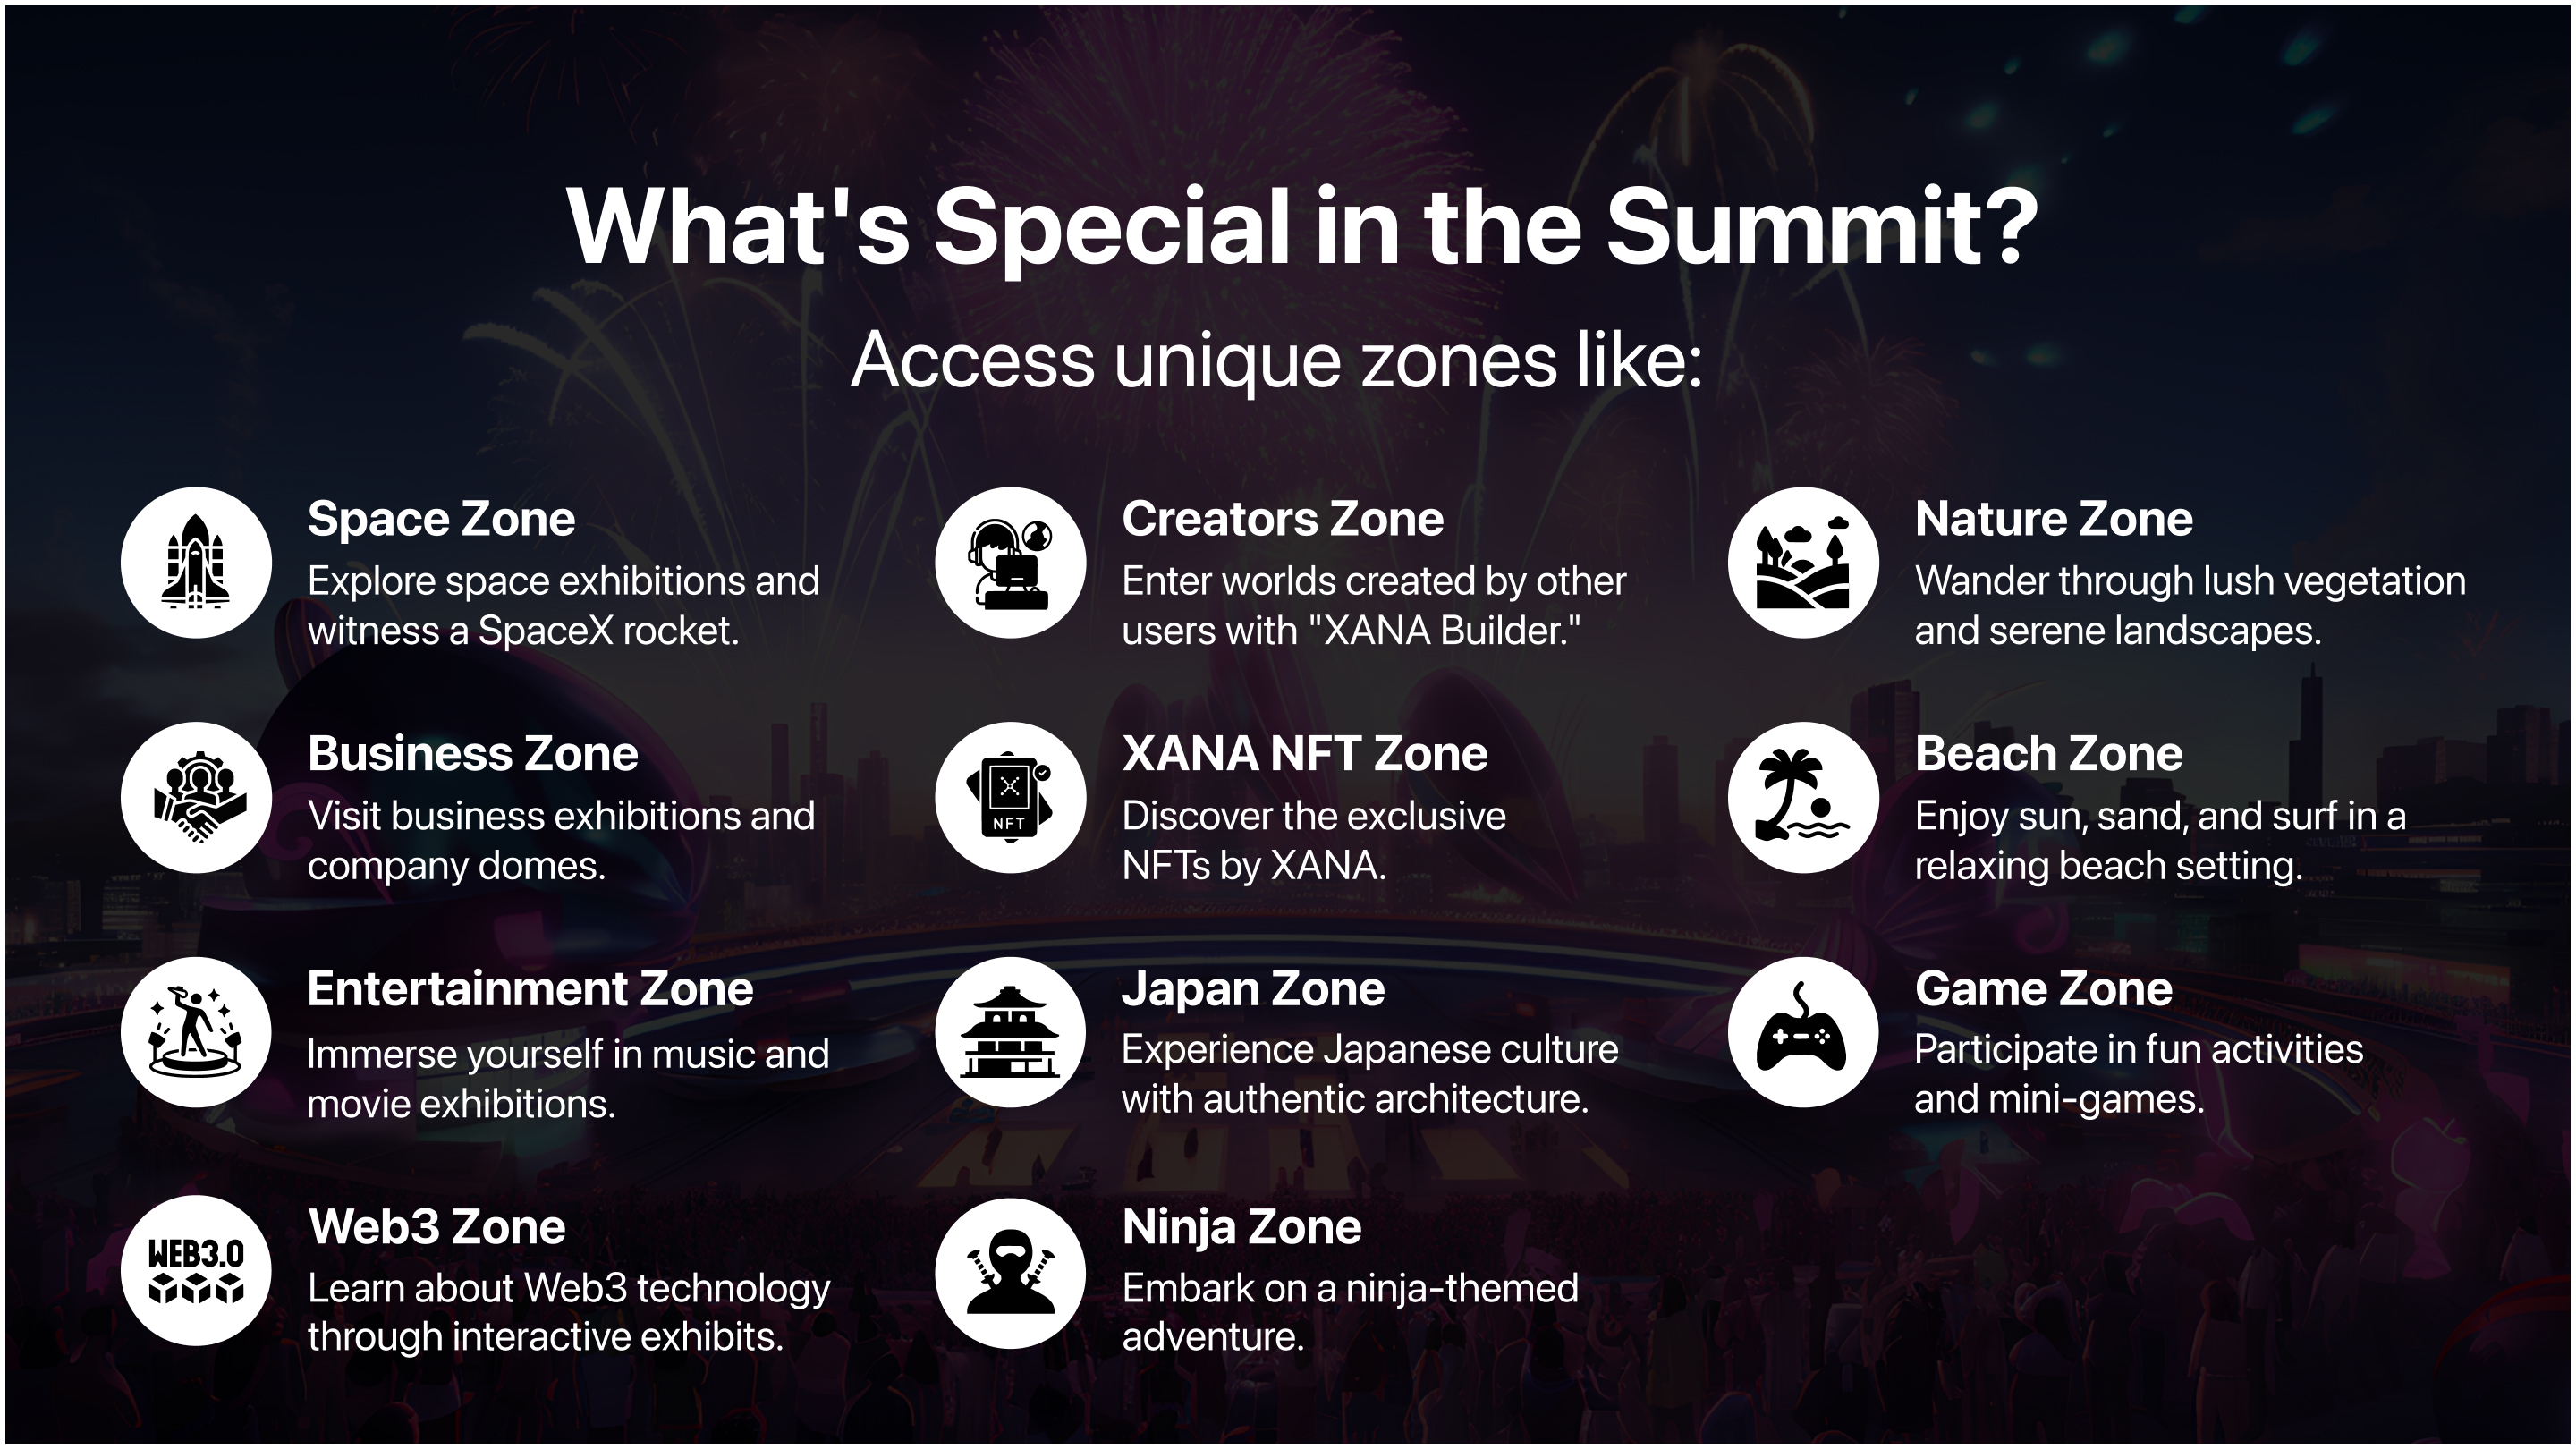 What's Special in the Summit?
Access unique zones like:
Space Zone
Explore space exhibitions and
witness a SpaceX rocket.
Business Zone
Visit business exhibitions and
company domes.
Entertainment Zone
Immerse yourself in music and
movie exhibitions.
WEB3.0
Web3 Zone
Learn about Web3 technology
through interactive exhibits.
Creators Zone
Enter worlds created by other
users with "XANA Builder."
NFT
XANA NFT Zone
Discover the exclusive
NFTs by XANA.
Japan Zone
Experience Japanese culture
with authentic architecture.
Ninja Zone
Embark on a ninja-themed
adventure.
Nature Zone
Wander through lush vegetation
and serene landscapes.
Beach Zone
Enjoy sun, sand, and surf in a
relaxing beach setting.
Game Zone
Participate in fun activities
and mini-games.